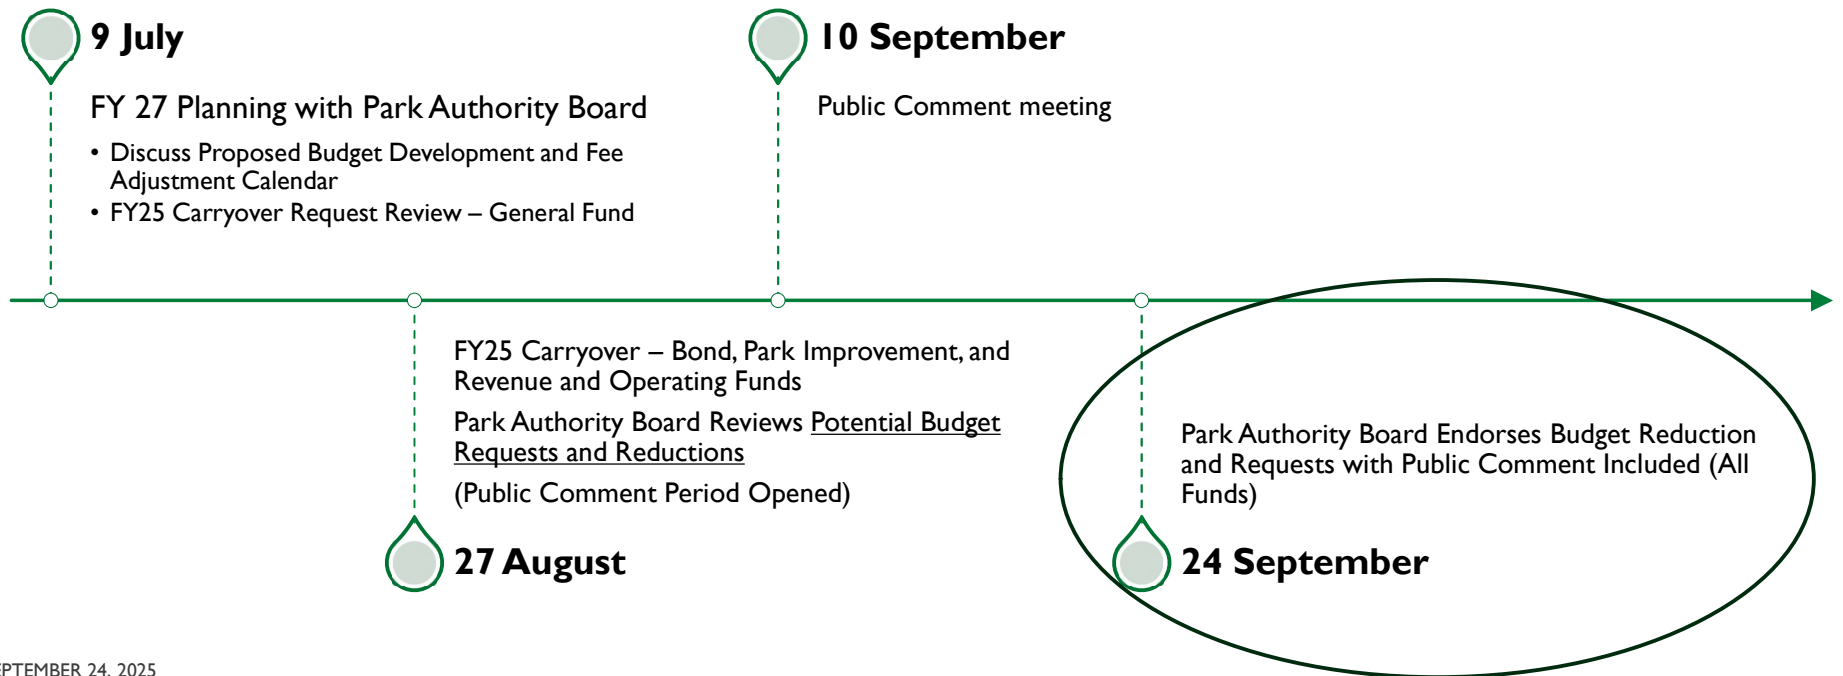 9 July
FY 27 Planning with Park Authority Board
• Discuss Proposed Budget Development and Fee
Adjustment Calendar
• FY25 Carryover Request Review – General Fund
10 September
Public Comment meeting
FY25 Carryover – Bond, Park Improvement, and
Revenue and Operating Funds
Park Authority Board Reviews Potential Budget
Requests and Reductions
(Public Comment Period Opened)
27 August
Park Authority Board Endorses Budget Reduction
and Requests with Public Comment Included (All
Funds)
24 September
EPTEMBER 24, 2025